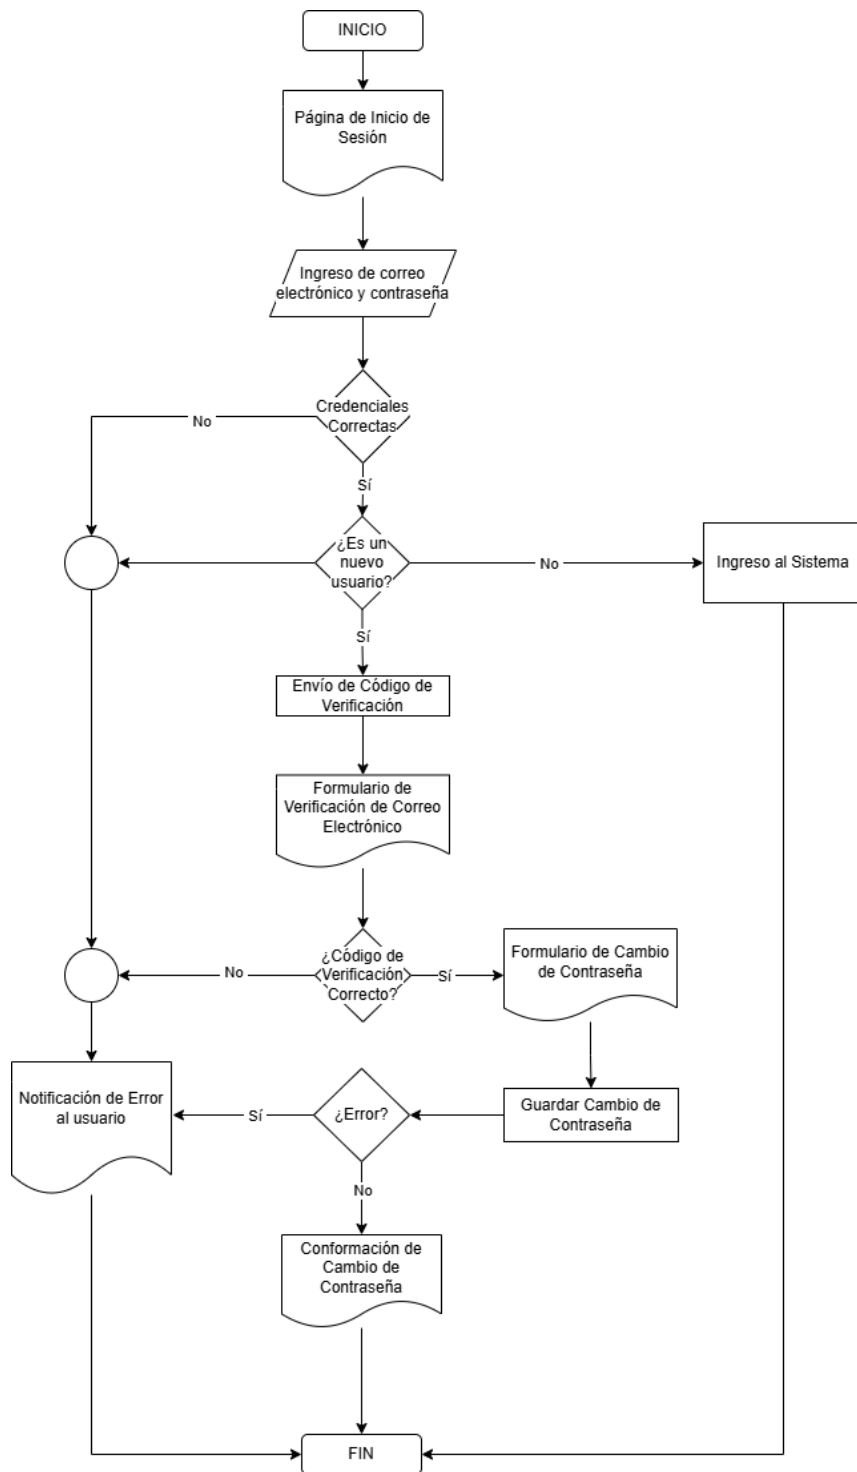 INICIO
Página de Inicio de
Sesión
Ingreso de correo
electrónico y contraseña
Credenciales
Correctas
No
Sí
¿Es un
nuevo
usuario?
No
Ingreso al Sistema
Sí
Envío de Código de
Verificación
Formulario de
Verificación de Correo
Electrónico
¿Código de
Verificación
Correcto?
No
Sí
Formulario de Cambio
de Contraseña
Guardar Cambio de
Contraseña
¿Error?
Sí
Notificación de Error
al usuario
No
Conformación de
Cambio de
Contraseña
FIN